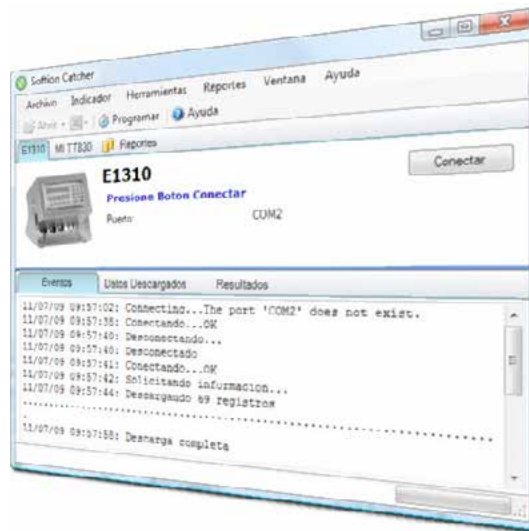 Softion Catcher
Archivo Indicador Herramientas Reportes Ventana Ayuda
Abrir Programar Ayuda
E1310 MI TT830 Reportes
E1310
Conectar
Presione Boton Conectar
Puerto: COM2
Eventos Datos Descargados Resultados
11/07/09 09:57:02: Connecting...The port 'COM2' does not exist.
11/07/09 09:57:38: Conectando...OK
11/07/09 09:57:40: Desconectando...
11/07/09 09:57:40: Desconectado
11/07/09 09:57:41: Conectando...OK
11/07/09 09:57:42: Solicitando informacion...
11/07/09 09:57:44: Descargando 69 registros
11/07/09 09:57:58: Descarga completa